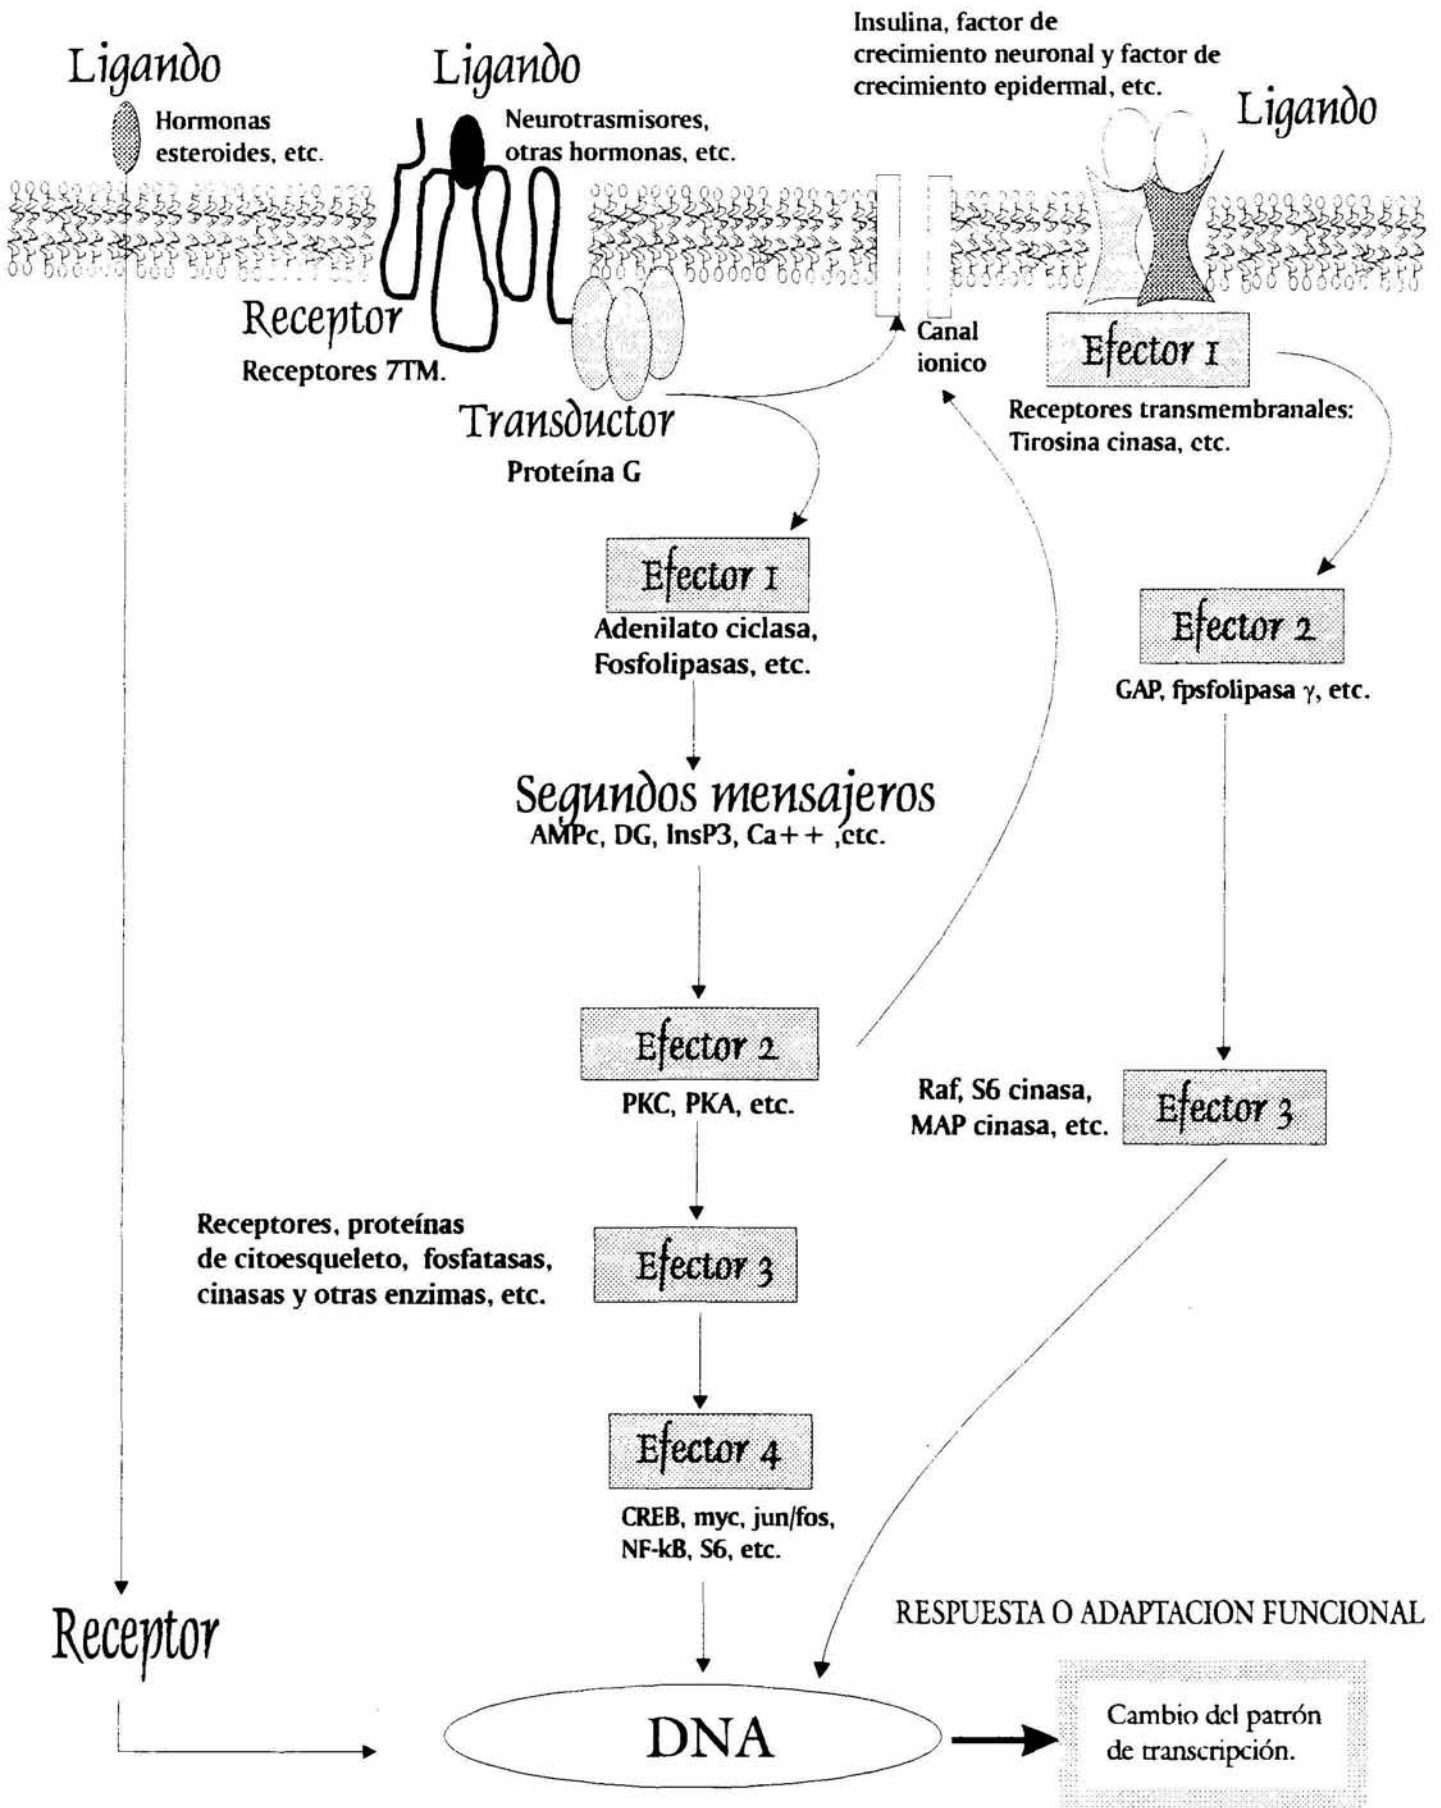 Insulina, factor de
crecimiento neuronal y factor de
crecimiento epidermal, etc.
Ligando
Ligando
Ligando
Hormonas
esteroides, etc.
Neurotrasmisores,
otras hormonas, etc.
Receptor
Receptores 7TM.
Canal
ionico
Efector 1
Receptores transmembranales:
Tirosina cinasa, etc.
Transductor
Proteína G
Efector 1
Adenilato ciclasa,
Fosfolipasas, etc.
Efector 2
GAP, fpsfolipasa γ, etc.
Segundos mensajeros
AMPc, DG, InsP3, Ca++ ,etc.
Efector 2
PKC, PKA, etc.
Raf, S6 cinasa,
MAP cinasa, etc.
Efector 3
Receptores, proteínas
de citoesqueleto, fosfatasas,
cinasas y otras enzimas, etc.
Efector 3
Efector 4
CREB, myc, jun/fos,
NF-kB, S6, etc.
Receptor
RESPUESTA O ADAPTACION FUNCIONAL
DNA
Cambio del patrón
de transcripción.